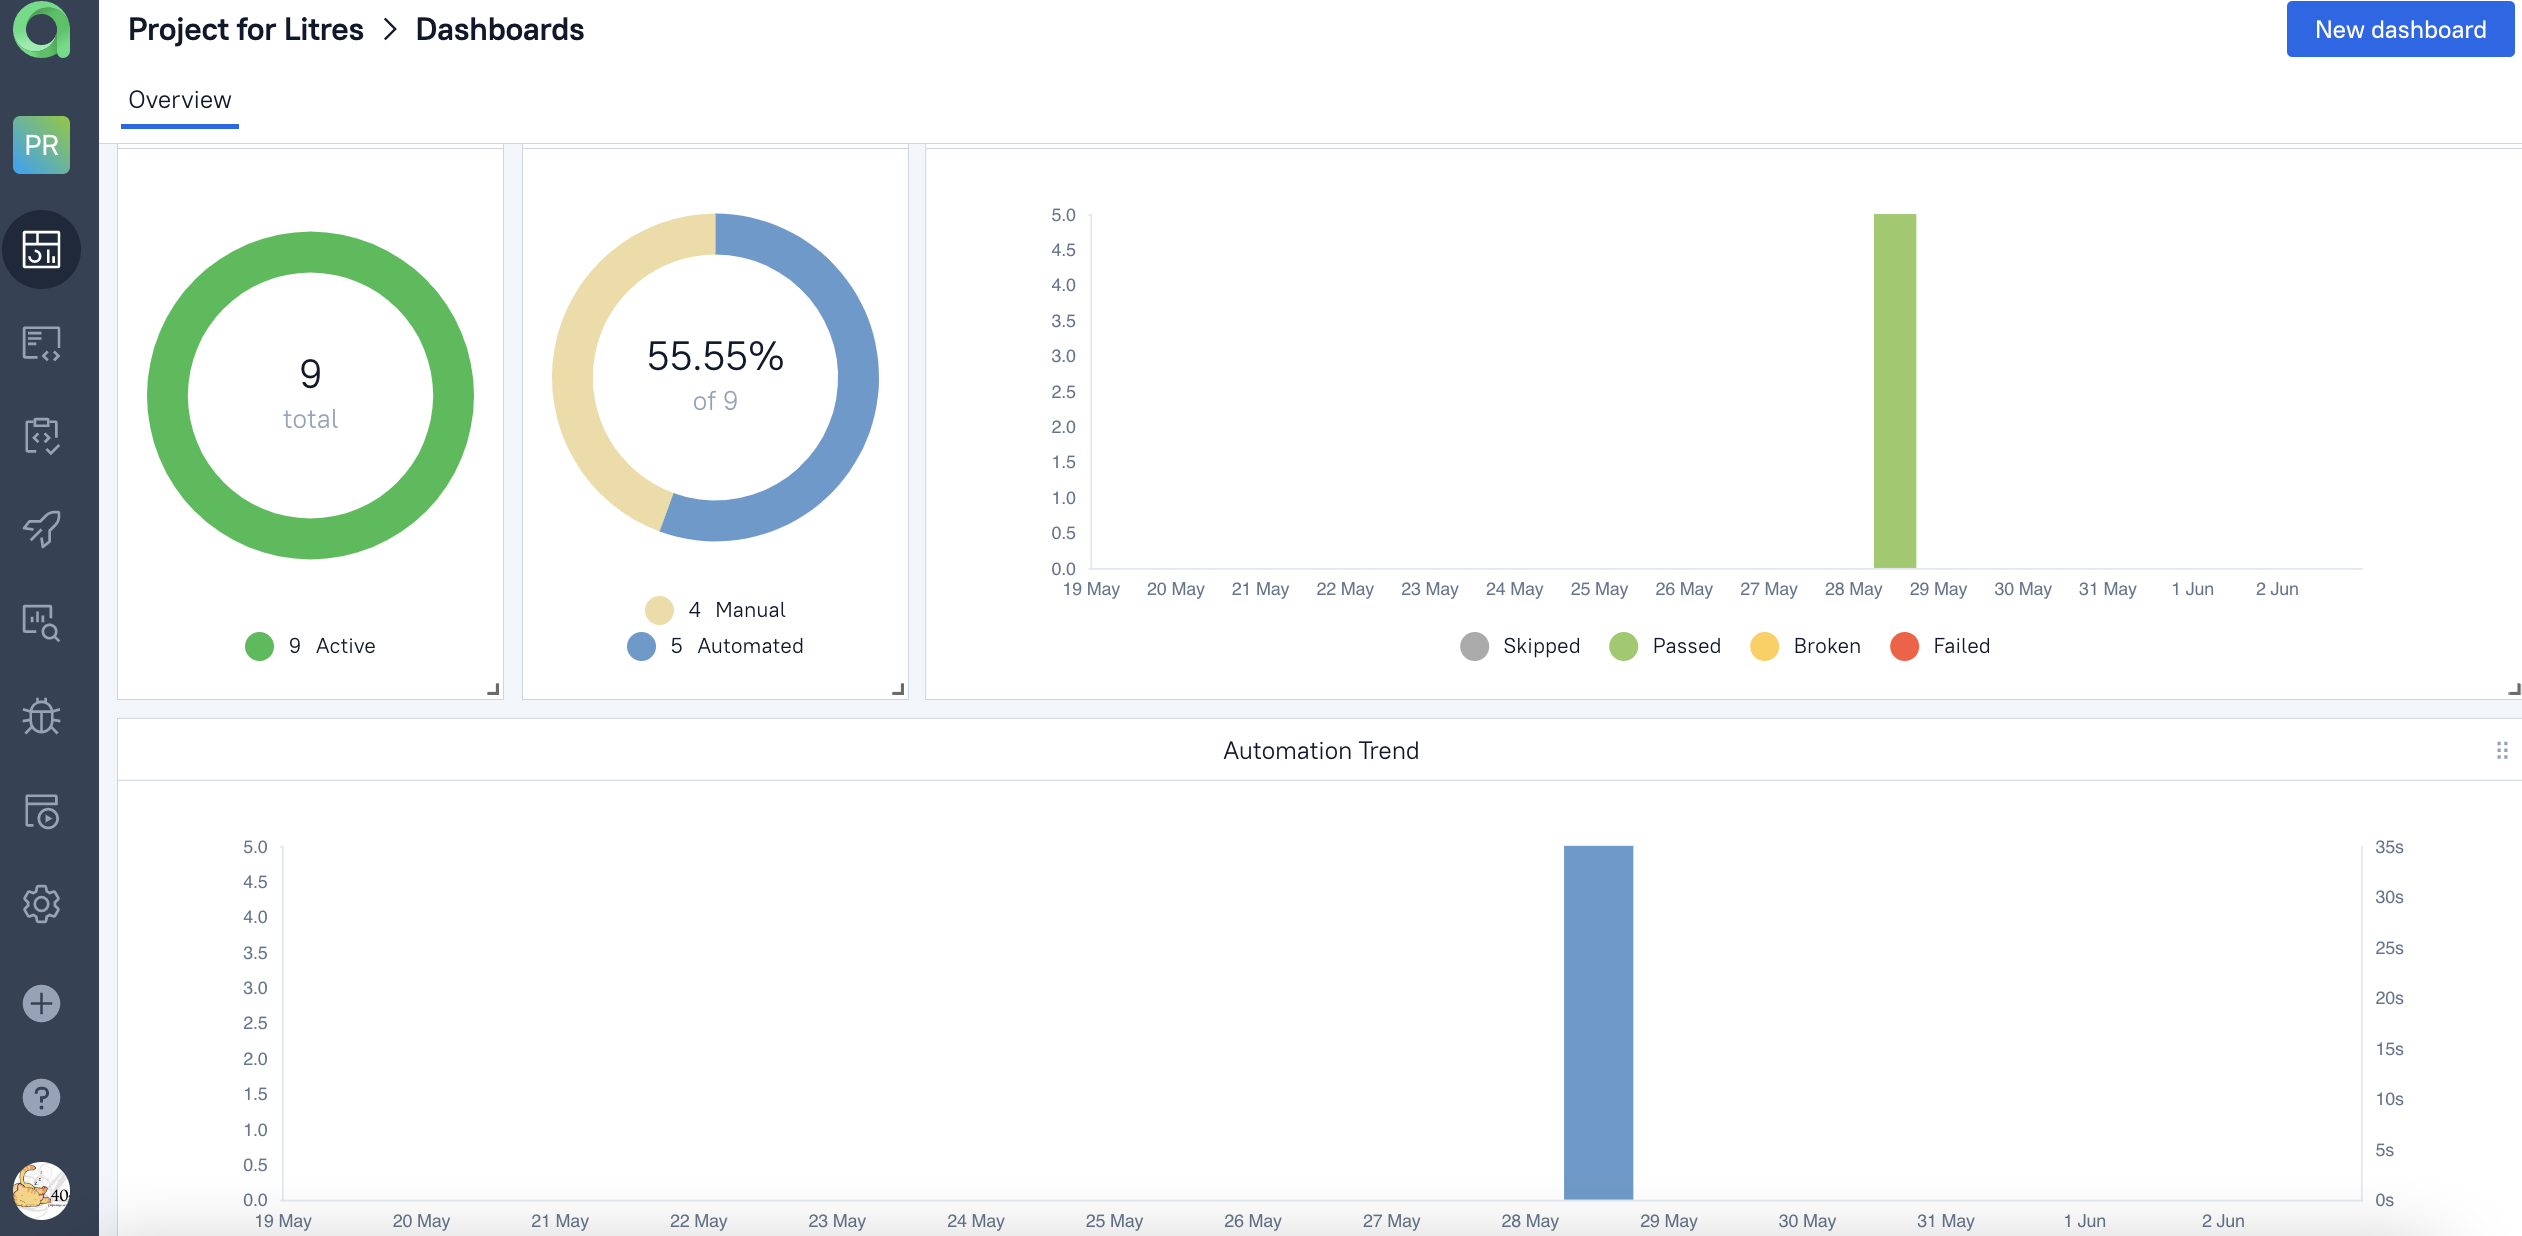 Project for Litres > Dashboards
New dashboard
Overview
PR
9
total
9 Active
55.55%
of 9
4 Manual
5 Automated
5.0
4.5
4.0
3.5
3.0
2.5
2.0
1.5
1.0
0.5
0.0
19 May 20 May 21 May 22 May 23 May 24 May 25 May 26 May 27 May 28 May 29 May 30 May 31 May 1 Jun 2 Jun
Skipped Passed Broken Failed
Automation Trend
5.0
4.5
4.0
3.5
3.0
2.5
2.0
1.5
1.0
0.5
0.0
35s
30s
25s
20s
15s
10s
5s
0s
19 May 20 May 21 May 22 May 23 May 24 May 25 May 26 May 27 May 28 May 29 May 30 May 31 May 1 Jun 2 Jun
40